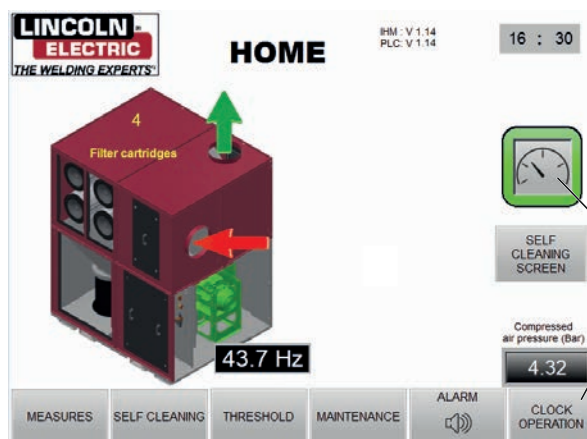 LINCOLN
ELECTRIC
THE WELDING EXPERTS®
HOME
IHM : V 1.14
PLC: V 1.14
16 : 30
4
Filter cartridges
SELF
CLEANING
SCREEN
43.7 Hz
Compressed
air pressure (Bar)
4.32
MEASURES
SELF CLEANING
THRESHOLD
MAINTENANCE
ALARM
CLOCK
OPERATION